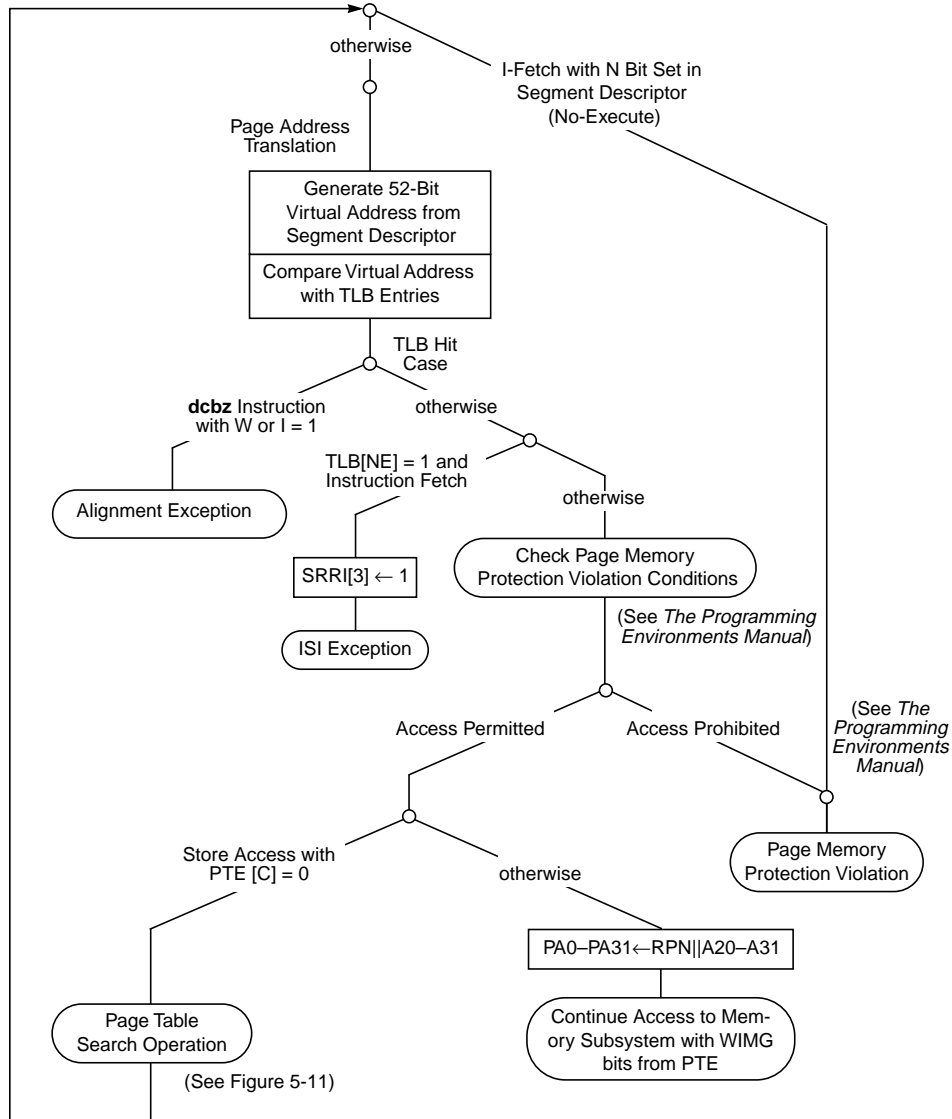 otherwise
I-Fetch with N Bit Set in
Segment Descriptor
(No-Execute)
Page Address
Translation
Generate 52-Bit
Virtual Address from
Segment Descriptor
Compare Virtual Address
with TLB Entries
TLB Hit
Case
dcbz Instruction
with W or I = 1
otherwise
TLB[NE] = 1 and
Instruction Fetch
otherwise
Alignment Exception
SRRI[3] ← 1
ISI Exception
Check Page Memory
Protection Violation Conditions
(See The Programming
Environments Manual)
Access Permitted
Access Prohibited
(See The
Programming
Environments
Manual)
Store Access with
PTE [C] = 0
otherwise
Page Memory
Protection Violation
PA0–PA31←RPN||A20–A31
Page Table
Search Operation
(See Figure 5-11)
Continue Access to Mem-
ory Subsystem with WIMG
bits from PTE